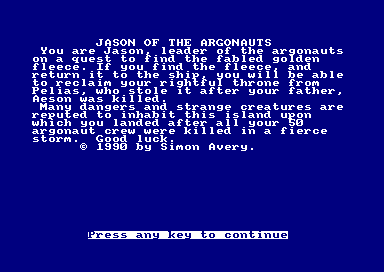 JASON OF THE ARGONAUTS
You are Jason, leader of the argonauts
on a quest to find the fabled golden
fleece. If you find the fleece, and
return it to the ship, you will be able
to reclaim your rightful throne from
Pelias, who stole it after your father,
Aeson was killed.
Many dangers and strange creatures are
reputed to inhabit this island upon
which you landed after all your 50
argonaut crew were killed in a fierce
storm.  Good luck.
© 1990 by Simon Avery.
Press any key to continue